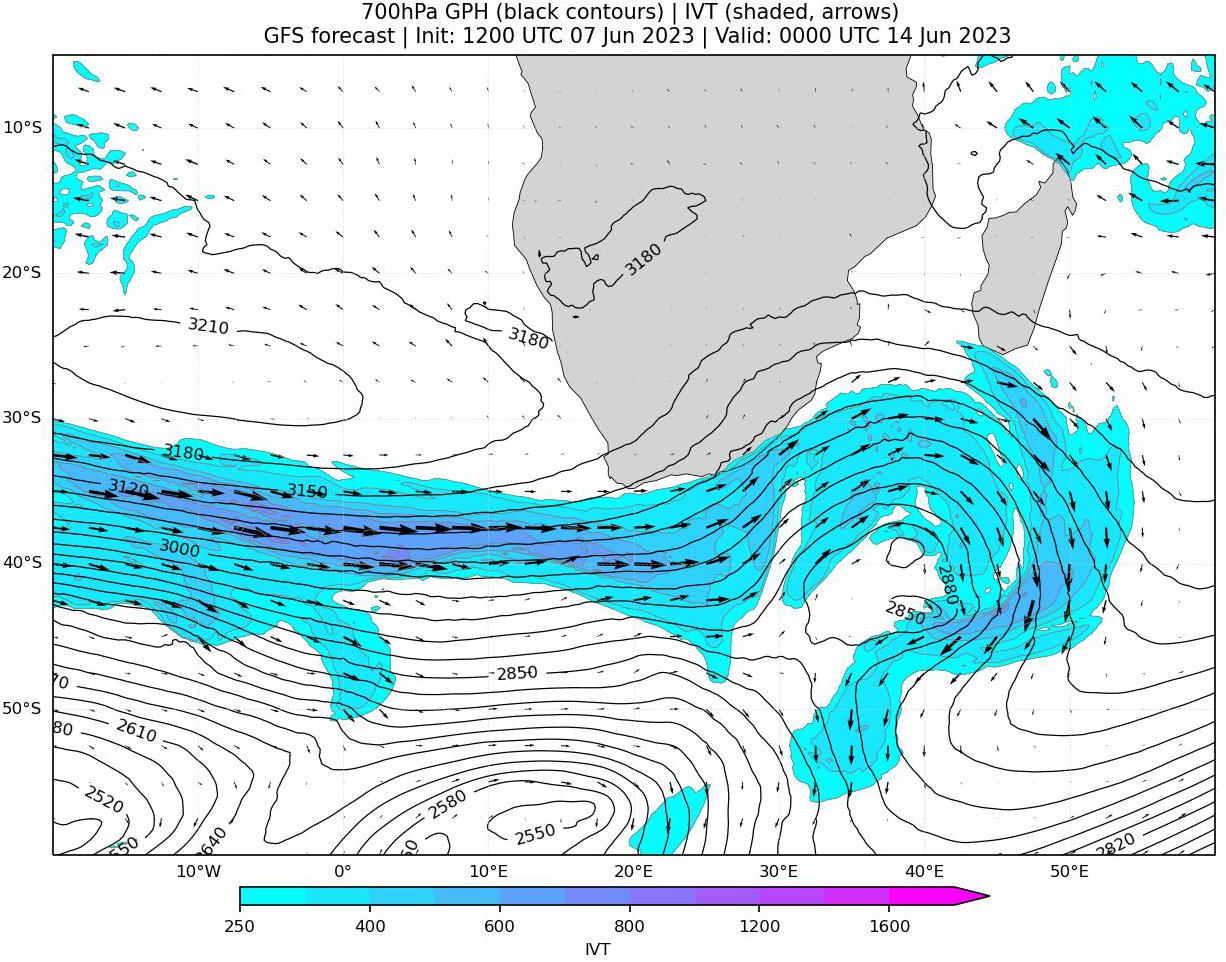 700hPa GPH (black contours) | IVT (shaded, arrows)
GFS forecast | Init: 1200 UTC 07 Jun 2023 | Valid: 0000 UTC 14 Jun 2023
10°S
3180
20°S
3210
3180
30°S
3180
3120
3150
3000
40°S
2880
2850
2850
70
50°S
80
2610
2520
2580
2550
640
550
60
2820
10°W
0°
10°E
20°E
30°E
40°E
50°E
250
400
600
800
1200
1600
IVT